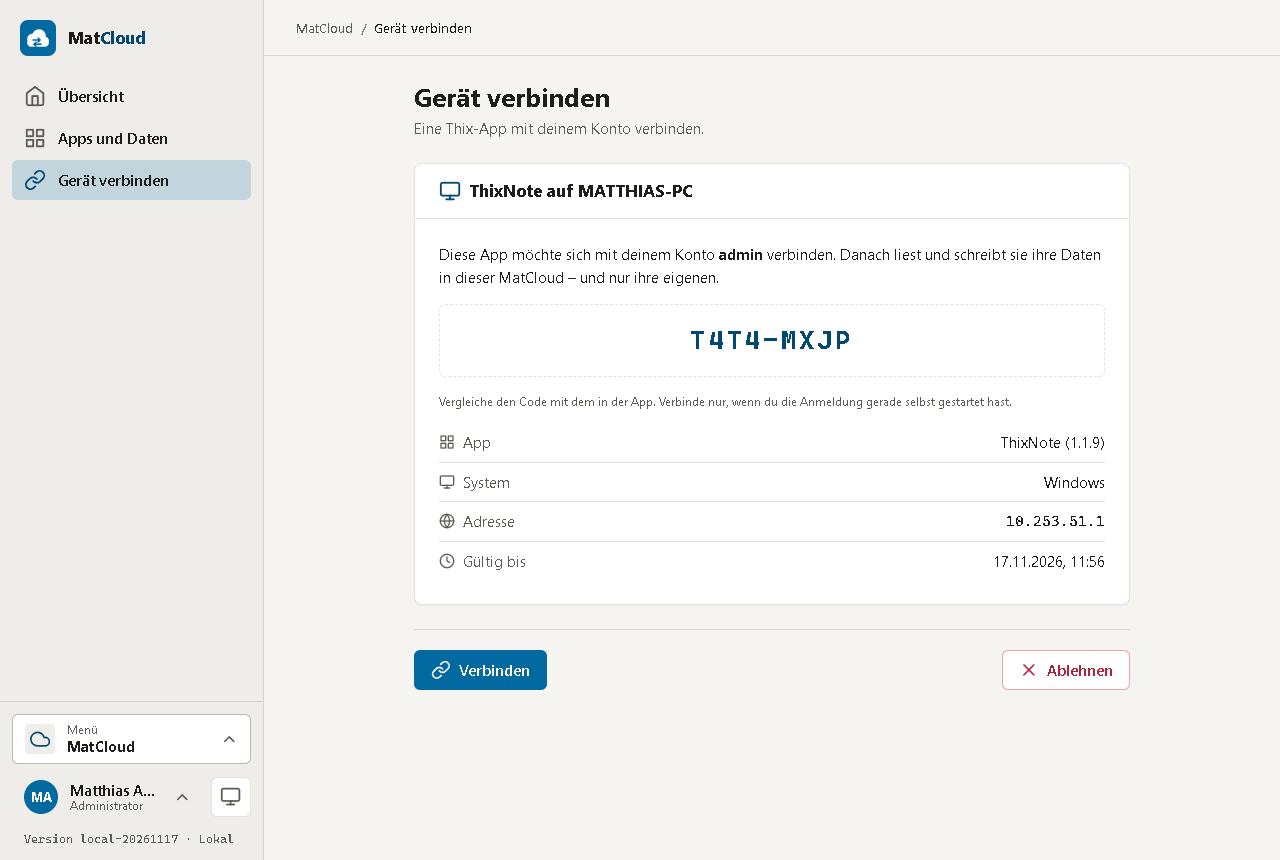 MatCloud
Übersicht
Apps und Daten
Gerät verbinden
Menü
MatCloud
MA
Matthias A...
Administrator
Version local-20261117 · Lokal
MatCloud / Gerät verbinden
Gerät verbinden
Eine Thix-App mit deinem Konto verbinden.
ThixNote auf MATTHIAS-PC
Diese App möchte sich mit deinem Konto admin verbinden. Danach liest und schreibt sie ihre Daten
in dieser MatCloud – und nur ihre eigenen.
T4T4-MXJP
Vergleiche den Code mit dem in der App. Verbinde nur, wenn du die Anmeldung gerade selbst gestartet hast.
App ThixNote (1.1.9)
System Windows
Adresse 10.253.51.1
Gültig bis 17.11.2026, 11:56
Verbinden
Ablehnen